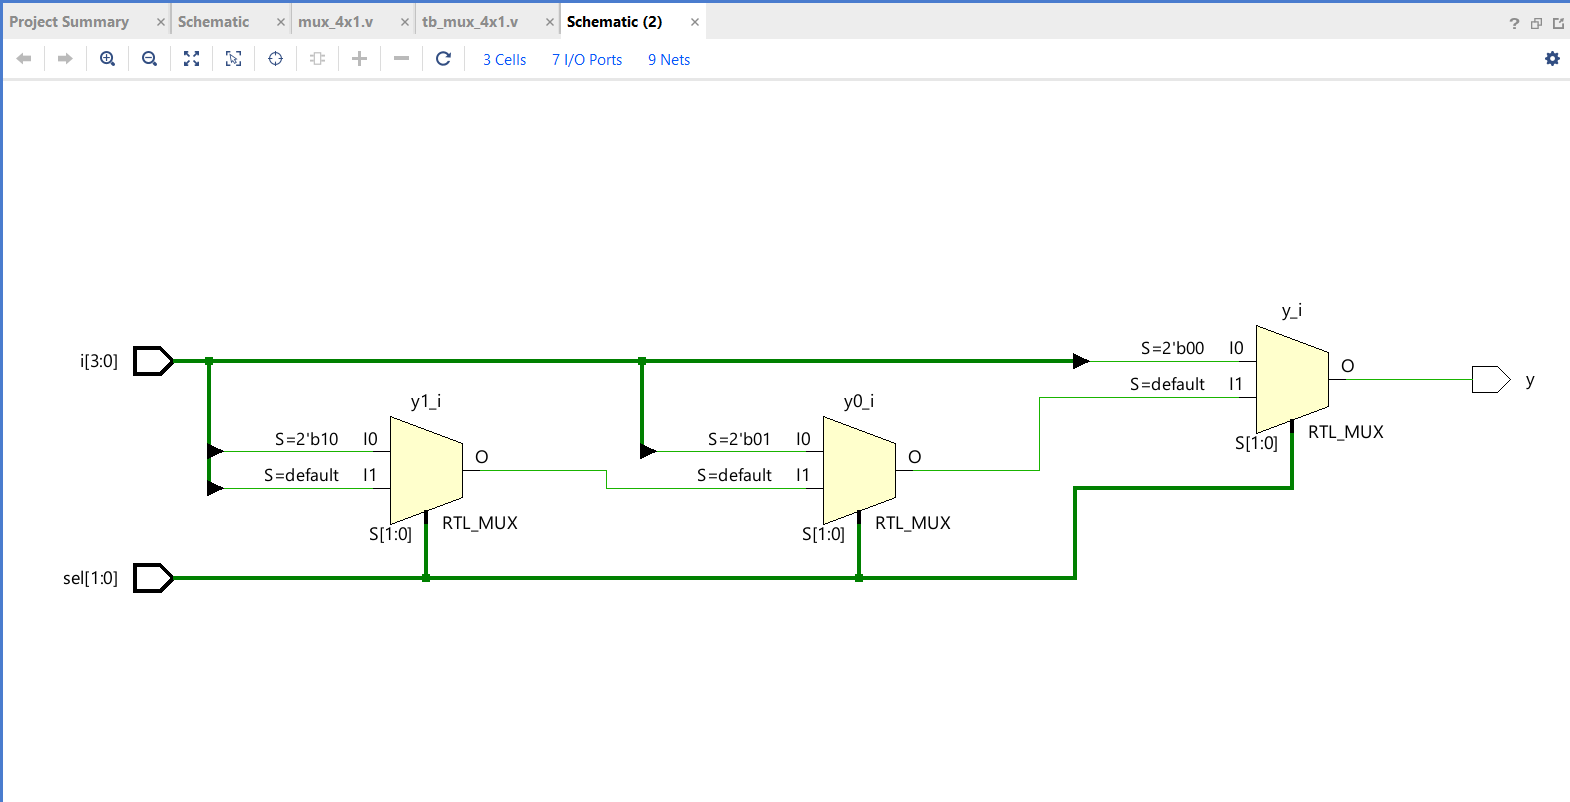 Project Summary × Schematic × mux_4x1.v × tb_mux_4x1.v × Schematic (2) × ?
3 Cells 7 I/O Ports 9 Nets
y_i
i[3:0] S=2'b00 I0
O
S=default I1 y
y1_i y0_i
S=2'b10 I0 S=2'b01 I0 RTL_MUX
S[1:0]
O O
S=default I1 S=default I1
RTL_MUX RTL_MUX
S[1:0] S[1:0]
sel[1:0]